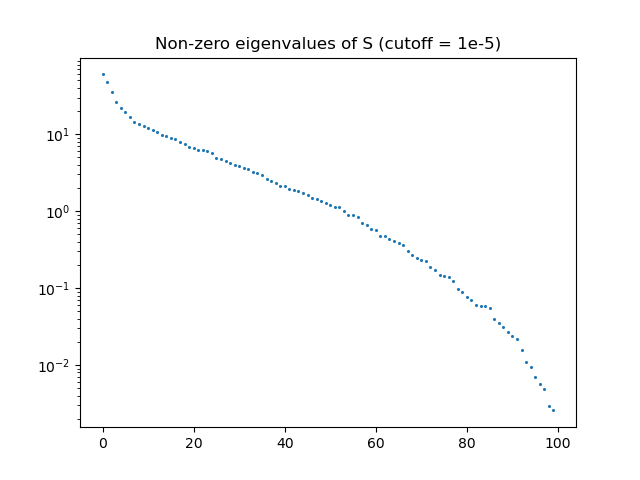 Non-zero eigenvalues of S (cutoff = 1e-5)
10¹
10⁰
10⁻¹
10⁻²
0 20 40 60 80 100